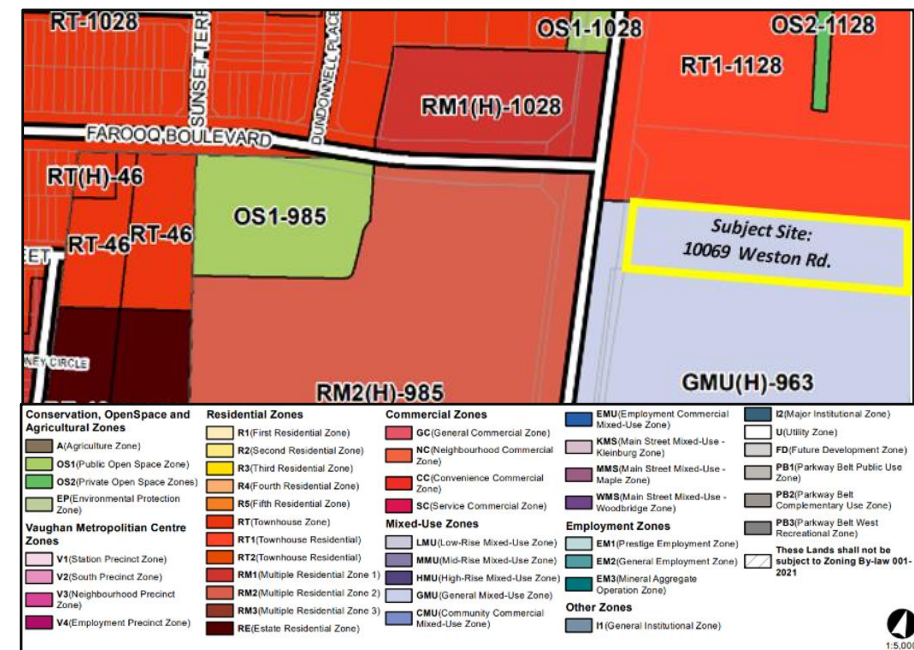 RT-1028
SUNSET TERR
DUNDONNELL PLACE
OS1-1028
OS2-1128
RT1-1128
RM1(H)-1028
FAROOQ BOULEVARD
RT(H)-46
OS1-985
RT-46
RT-46
EET
Subject Site:
10069 Weston Rd.
NEY CIRCLE
RM2(H)-985
GMU(H)-963
Conservation, OpenSpace and
Agricultural Zones
A(Agriculture Zone)
OS1(Public Open Space Zone)
OS2(Private Open Space Zones)
EP(Environmental Protection
Zone)
Vaughan Metropolitian Centre
Zones
V1(Station Precinct Zone)
V2(South Precinct Zone)
V3(Neighbourhood Precinct
Zone)
V4(Employment Precinct Zone)
Residential Zones
R1(First Residential Zone)
R2(Second Residential Zone)
R3(Third Residential Zone)
R4(Fourth Residential Zone)
R5(Fifth Residential Zone)
RT(Townhouse Zone)
RT1(Townhouse Residential)
RT2(Townhouse Residential)
RM1(Multiple Residential Zone 1)
RM2(Multiple Residential Zone 2)
RM3(Multiple Residential Zone 3)
RE(Estate Residential Zone)
Commercial Zones
GC(General Commercial Zone)
NC(Neighbourhood Commercial
Zone)
CC(Convenience Commercial
Zone)
SC(Service Commercial Zone)
Mixed-Use Zones
LMU(Low-Rise Mixed-Use Zone)
MMU(Mid-Rise Mixed-Use Zone)
HMU(High-Rise Mixed-Use Zone)
GMU(General Mixed-Use Zone)
CMU(Community Commercial
Mixed-Use Zone)
EMU(Employment Commercial
Mixed-Use Zone)
KMS(Main Street Mixed-Use -
Kleinburg Zone)
MMS(Main Street Mixed-Use -
Maple Zone)
WMS(Main Street Mixed-Use -
Woodbridge Zone)
Employment Zones
EM1(Prestige Employment Zone)
EM2(General Employment Zone)
EM3(Mineral Aggregate
Operation Zone)
Other Zones
I1(General Institutional Zone)
I2(Major Institutional Zone)
U(Utility Zone)
FD(Future Development Zone)
PB1(Parkway Belt Public Use
Zone)
PB2(Parkway Belt
Complementary Use Zone)
PB3(Parkway Belt West
Recreational Zone)
These Lands shall not be
subject to Zoning By-law 001-
2021
1:5,000